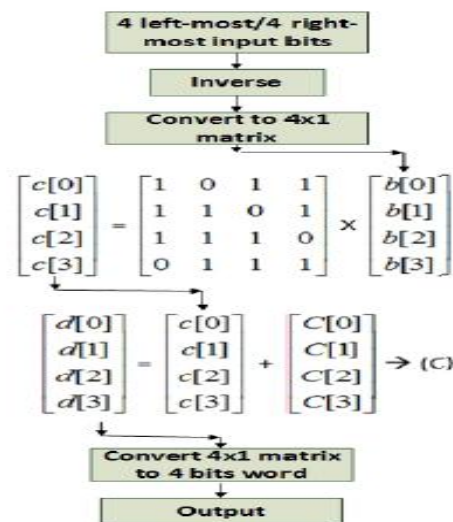 4 left-most/4 right-
most input bits
Inverse
Convert to 4x1
matrix
c[0] 1 0 1 1 b[0]
c[1] = 1 1 0 1 X b[1]
c[2] 1 1 1 0 b[2]
c[3] 0 1 1 1 b[3]
d[0] c[0] C[0]
d[1] = c[1] + C[1] → (C)
d[2] c[2] C[2]
d[3] c[3] C[3]
Convert 4x1 matrix
to 4 bits word
Output